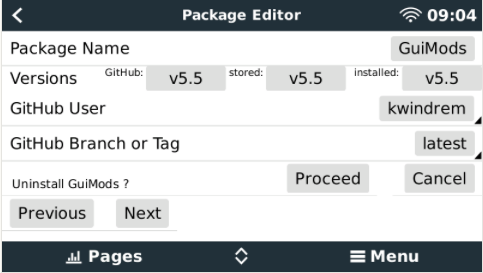 Package Editor 09:04
Package Name GuiMods
Versions GitHub: v5.5 stored: v5.5 installed: v5.5
GitHub User kwindrem
GitHub Branch or Tag latest
Uninstall GuiMods ? Proceed Cancel
Previous Next
Pages Menu